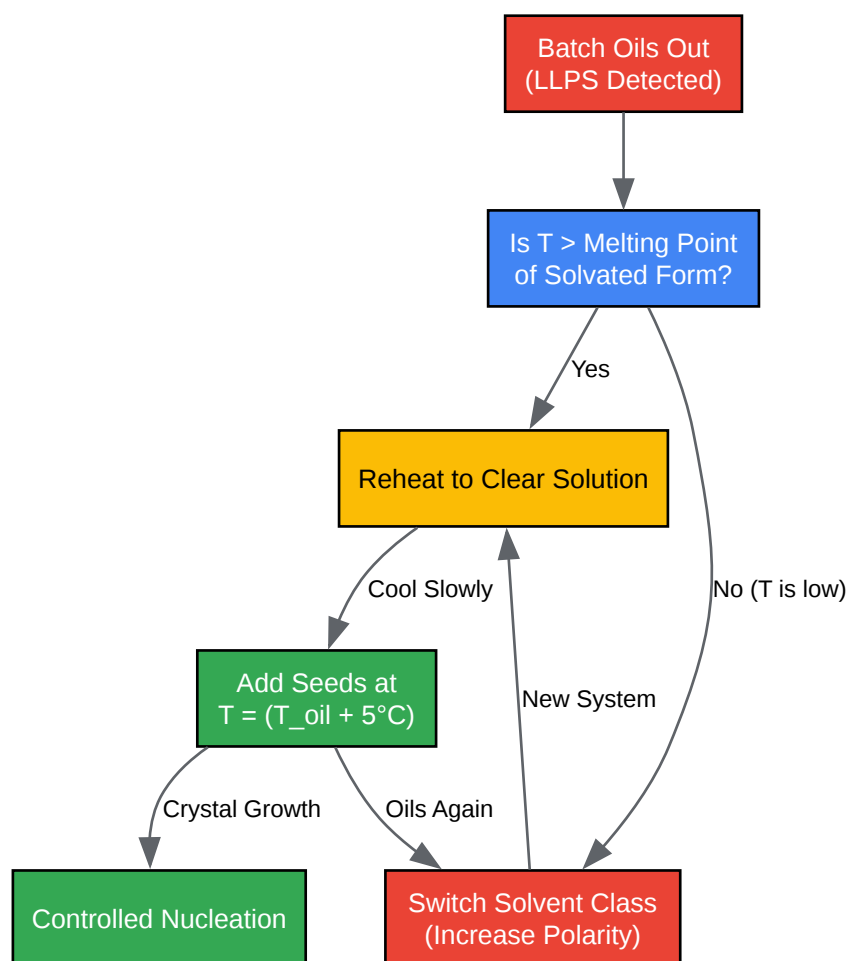 Batch Oils Out
(LLPS Detected)
Is T > Melting Point
of Solvated Form?
Yes
Reheat to Clear Solution
Cool Slowly
No (T is low)
Add Seeds at
T = (T_oil + 5°C)
New System
Crystal Growth
Oils Again
Controlled Nucleation
Switch Solvent Class
(Increase Polarity)